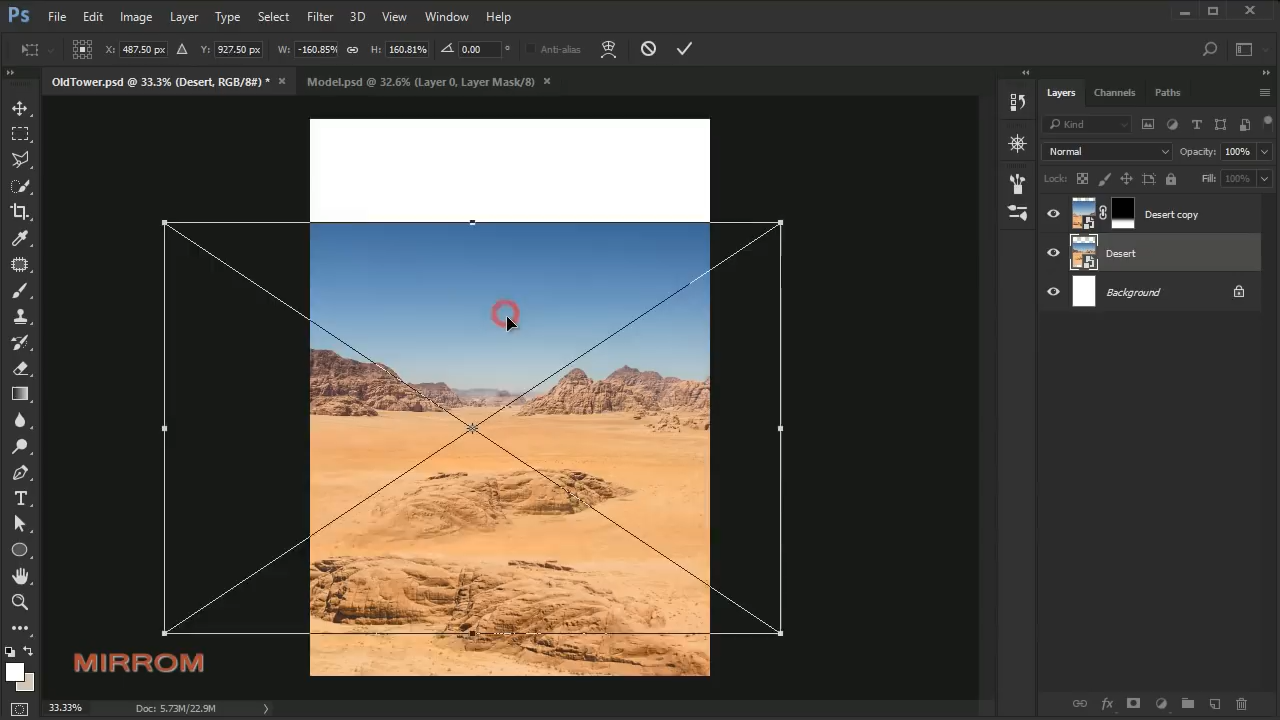 Ps File Edit Image Layer Type Select Filter 3D View Window Help
X: 487.50 px Y: 927.50 px W: -160.85% H: 160.81% 0.00 ° Anti-alias
OldTower.psd @ 33.3% (Desert, RGB/8#) * × Model.psd @ 32.6% (Layer 0, Layer Mask/8) ×
Layers Channels Paths
Kind
Normal Opacity: 100%
Lock: Fill: 100%
Desert copy
Desert
Background
MIRROM
33.33% Doc: 5.73M/22.9M